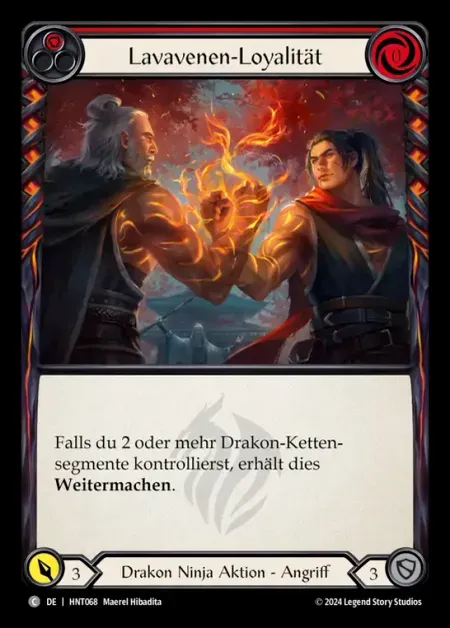 Lavavenen-Loyalität
0
Falls du 2 oder mehr Drakon-Ketten-
segmente kontrollierst, erhält dies
Weitermachen.
3 Drakon Ninja Aktion - Angriff 3
C DE | HNT068 Maerel Hibadita © 2024 Legend Story Studios